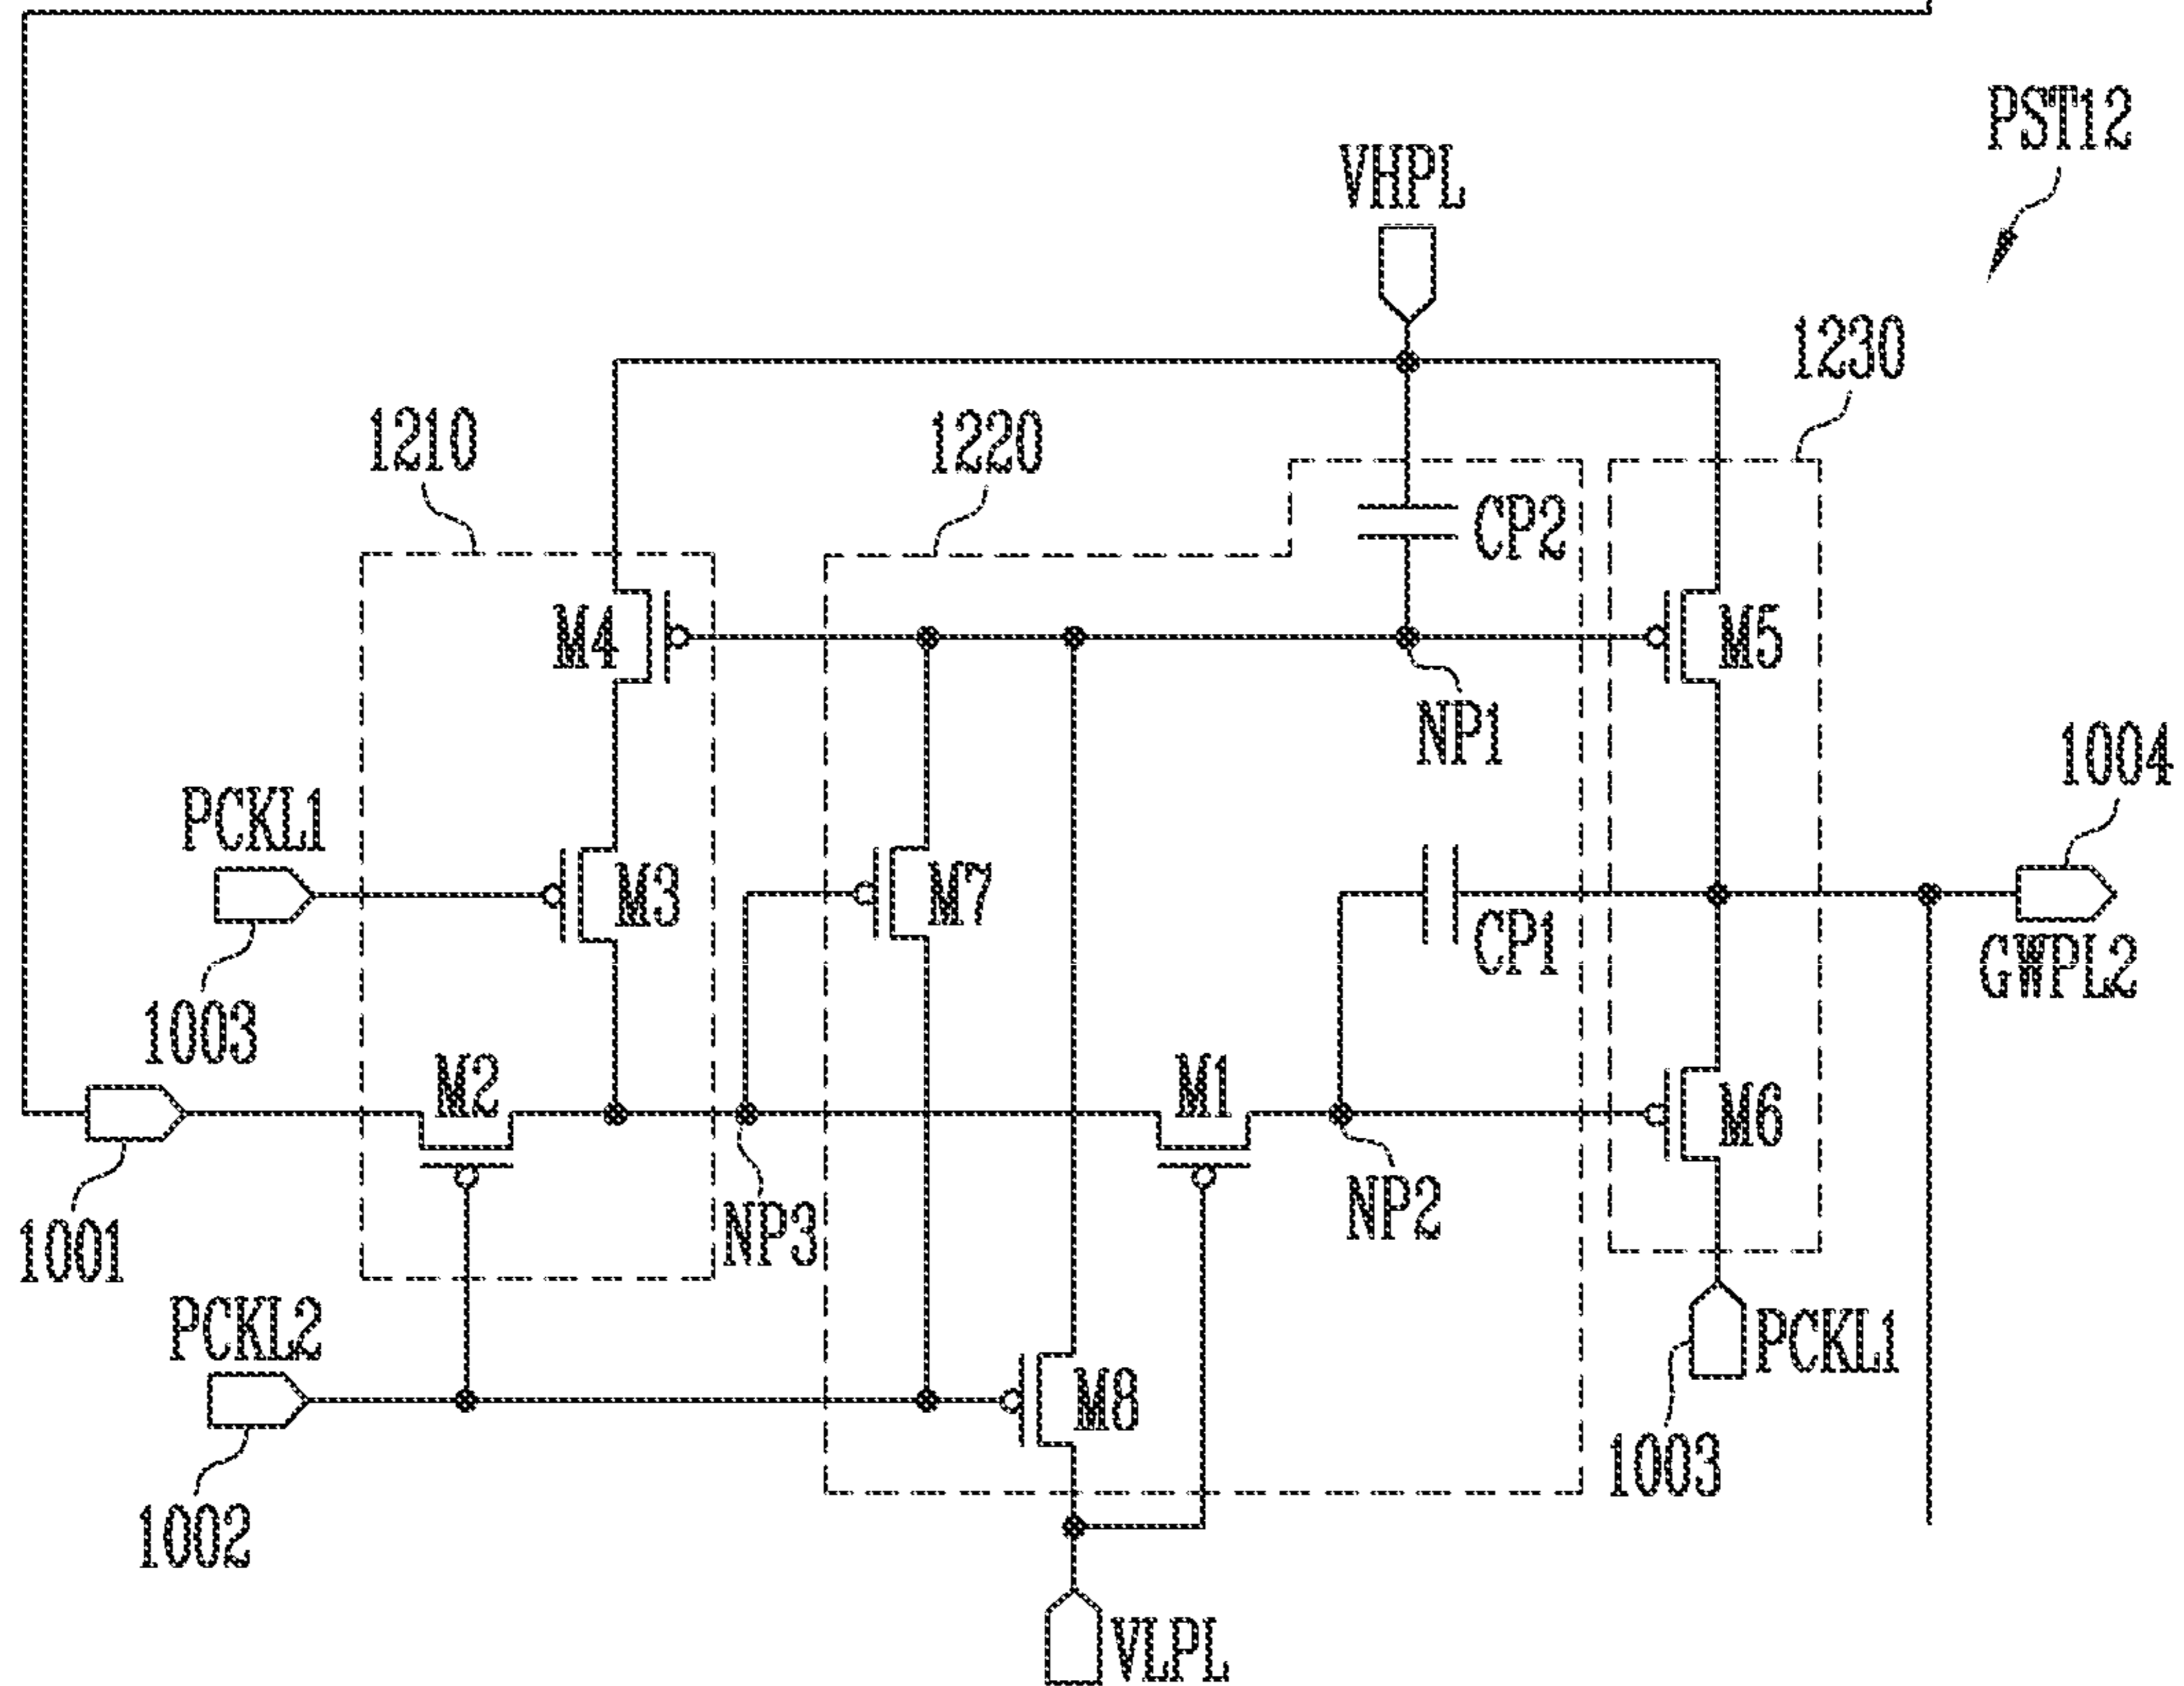 PST12
VHPL
1230
1210
1220
CP2
M4
M5
NP1
1004
PCKL1
M3
M7
CP1
GWPL2
1003
M2
M1
M6
1001
NP3
NP2
PCKL2
PCKL1
M8
1003
1002
VLPL